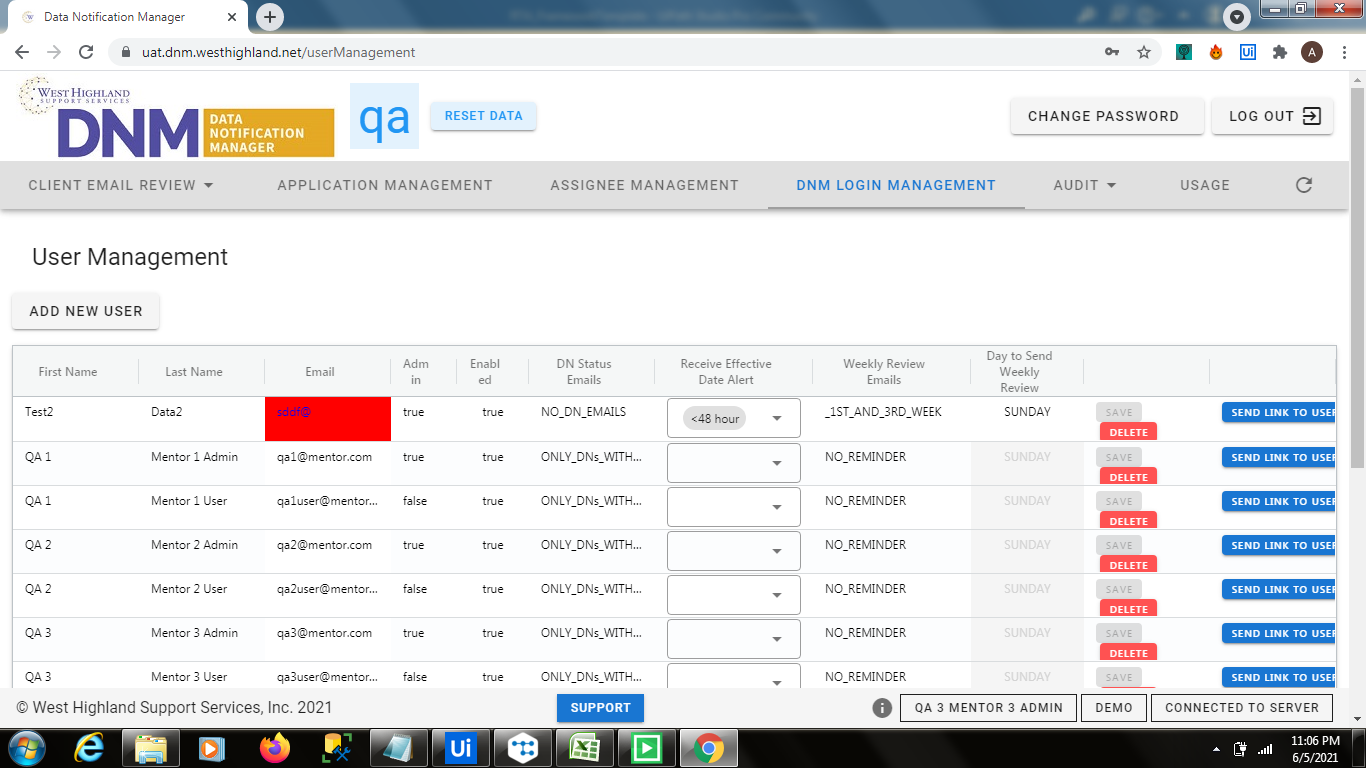 Data Notification Manager
uat.dnm.westhighland.net/userManagement
A
WEST HIGHLAND
SUPPORT SERVICES
DNM
DATA
NOTIFICATION
MANAGER
qa
RESET DATA
CHANGE PASSWORD
LOG OUT
CLIENT EMAIL REVIEW
APPLICATION MANAGEMENT
ASSIGNEE MANAGEMENT
DNM LOGIN MANAGEMENT
AUDIT
USAGE
User Management
ADD NEW USER
First Name
Last Name
Email
Adm
in
Enabl
ed
DN Status
Emails
Receive Effective
Date Alert
Weekly Review
Emails
Day to Send
Weekly
Review
Test2 Data2 sddf@ true true NO_DN_EMAILS <48 hour _1ST_AND_3RD_WEEK SUNDAY SAVE SEND LINK TO USER
DELETE
QA 1 Mentor 1 Admin qa1@mentor.com true true ONLY_DNs_WITH... NO_REMINDER SUNDAY SAVE SEND LINK TO USER
DELETE
QA 1 Mentor 1 User qa1user@mentor... false true ONLY_DNs_WITH... NO_REMINDER SUNDAY SAVE SEND LINK TO USER
DELETE
QA 2 Mentor 2 Admin qa2@mentor.com true true ONLY_DNs_WITH... NO_REMINDER SUNDAY SAVE SEND LINK TO USER
DELETE
QA 2 Mentor 2 User qa2user@mentor... false true ONLY_DNs_WITH... NO_REMINDER SUNDAY SAVE SEND LINK TO USER
DELETE
QA 3 Mentor 3 Admin qa3@mentor.com true true ONLY_DNs_WITH... NO_REMINDER SUNDAY SAVE SEND LINK TO USER
DELETE
QA 3 Mentor 3 User qa3user@mentor... false true ONLY_DNs_WITH... NO_REMINDER SUNDAY SAVE SEND LINK TO USER
© West Highland Support Services, Inc. 2021
SUPPORT
QA 3 MENTOR 3 ADMIN
DEMO
CONNECTED TO SERVER
Ui
11:06 PM
6/5/2021